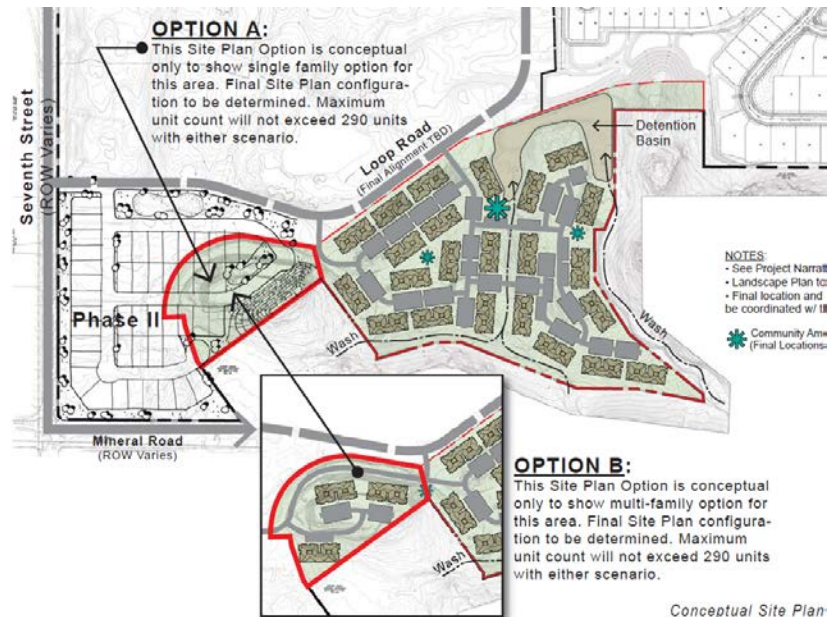 OPTION A:
This Site Plan Option is conceptual
only to show single family option for
this area. Final Site Plan configura-
tion to be determined. Maximum
unit count will not exceed 290 units
with either scenario.
Seventh Street
(ROW Varies)
Loop Road
(Final Alignment TBD)
Detention
Basin
NOTES:
- See Project Narrat
- Landscape Plan to
- Final location and
be coordinated w/
Community Am
(Final Locations
Phase II
Wash
Wash
Mineral Road
(ROW Varies)
Wash
OPTION B:
This Site Plan Option is conceptual
only to show multi-family option for
this area. Final Site Plan configura-
tion to be determined. Maximum
unit count will not exceed 290 units
with either scenario.
Conceptual Site Plan